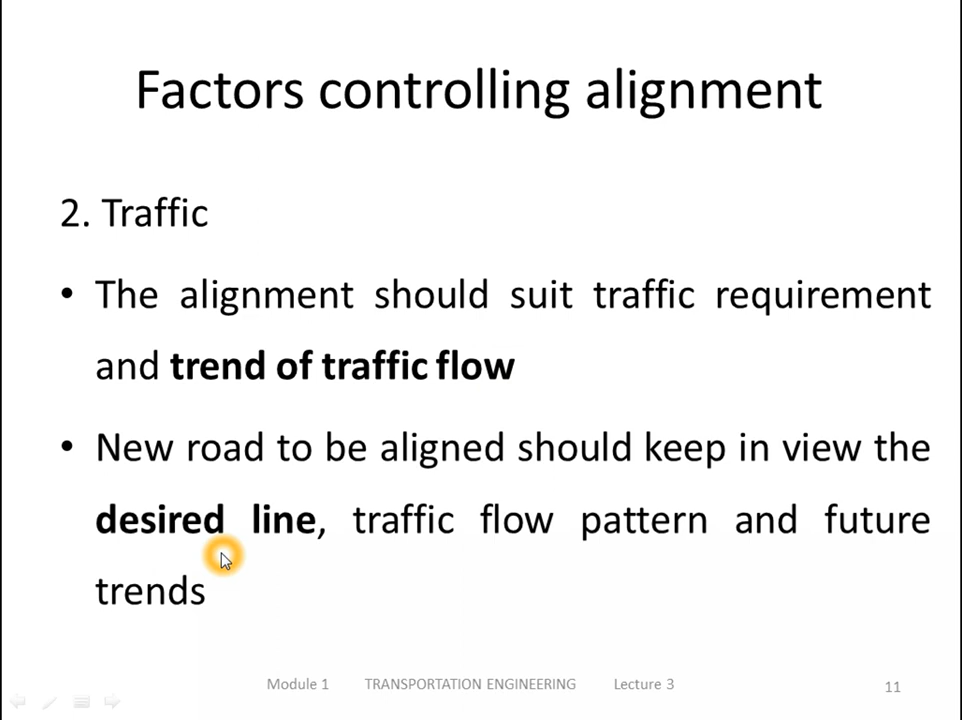 Factors controlling alignment
2. Traffic
• The alignment should suit traffic requirement
and trend of traffic flow
• New road to be aligned should keep in view the
desired line, traffic flow pattern and future
trends
Module 1 TRANSPORTATION ENGINEERING Lecture 3
11